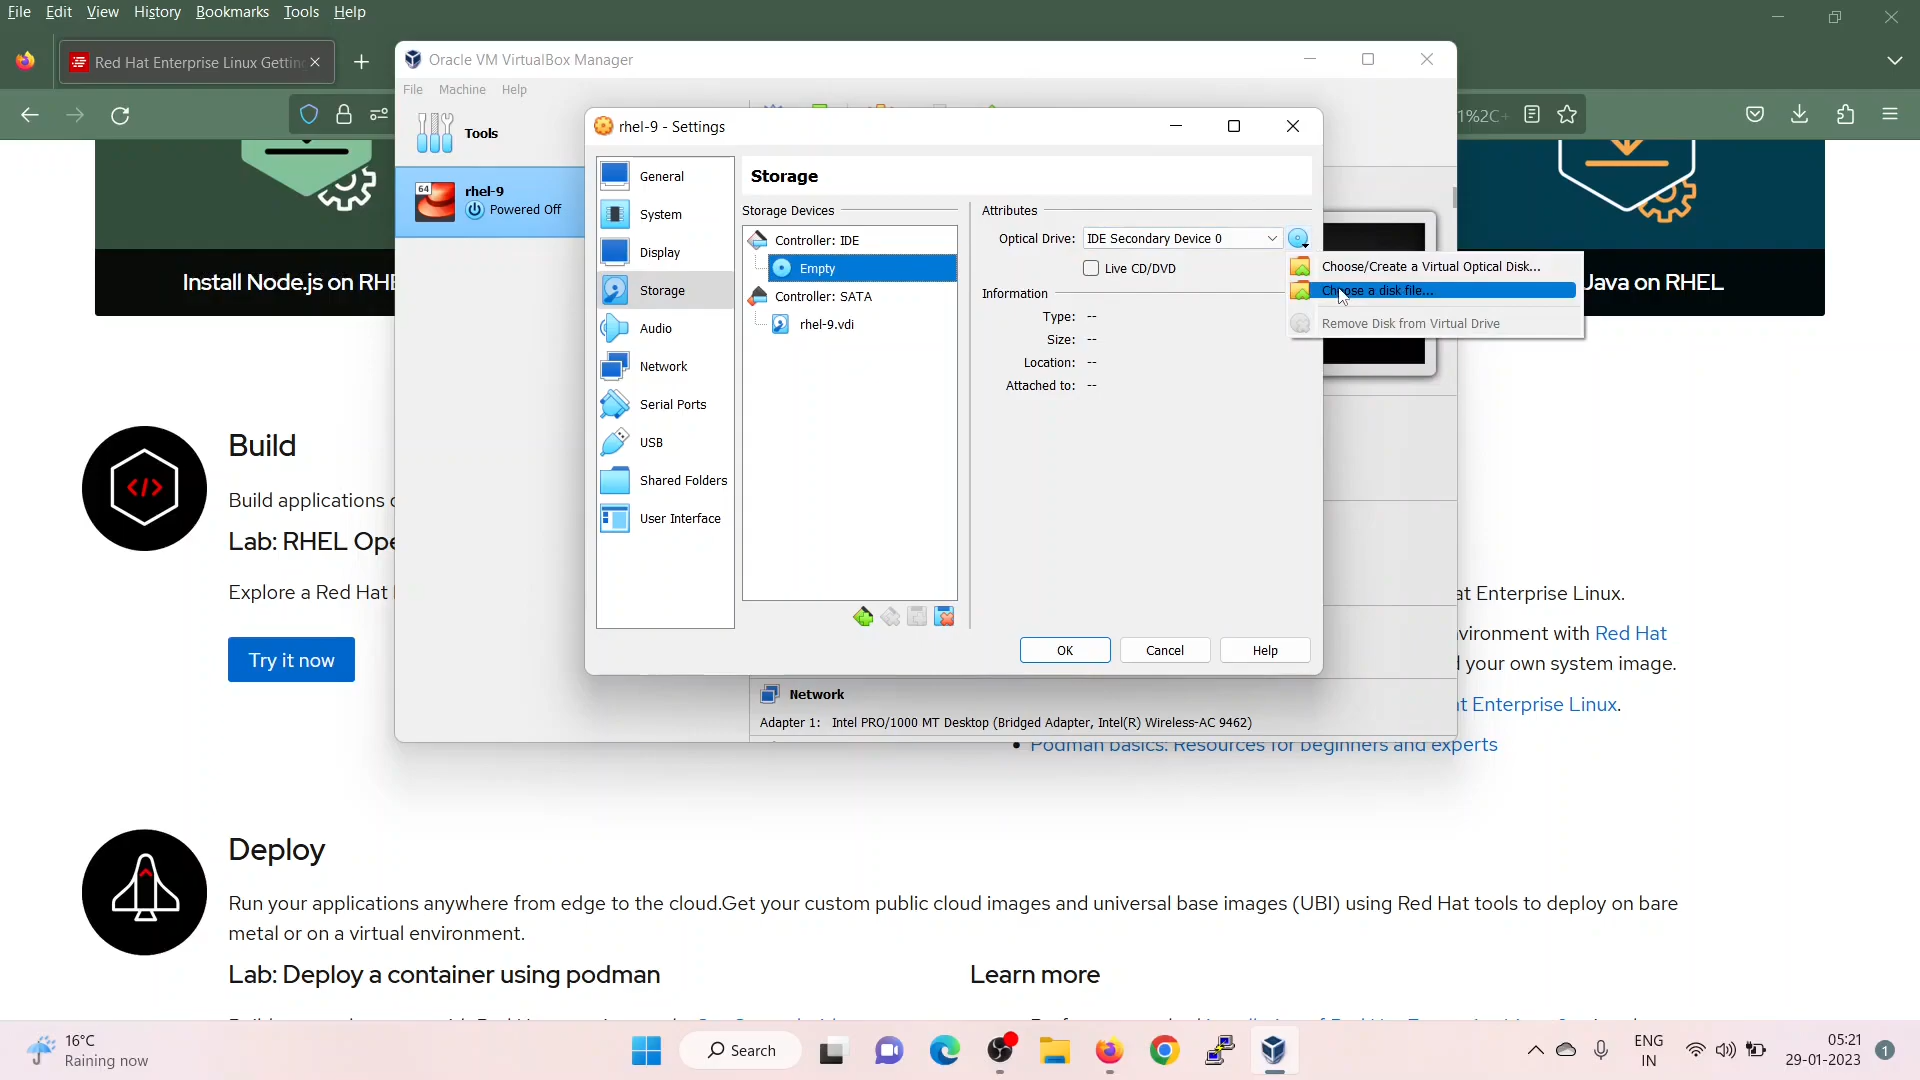 File Edit View History Bookmarks Tools Help
Red Hat Enterprise Linux Getting
Oracle VM VirtualBox Manager
File Machine Help
1%2C+
Tools
rhel-9 - Settings
64
rhel-9
Powered Off
General
System
Display
Storage
Audio
Network
Serial Ports
USB
Shared Folders
User Interface
Storage
Storage Devices
Controller: IDE
Empty
Controller: SATA
rhel-9.vdi
Attributes
Optical Drive: IDE Secondary Device 0
Live CD/DVD
Information
Type: --
Size: --
Location: --
Attached to: --
Choose/Create a Virtual Optical Disk...
Choose a disk file...
Remove Disk from Virtual Drive
OK Cancel Help
Network
Adapter 1: Intel PRO/1000 MT Desktop (Bridged Adapter, Intel(R) Wireless-AC 9462)
Install Node.js on RHE
Java on RHEL
Build
Build applications
Lab: RHEL Ope
Explore a Red Hat
Try it now
at Enterprise Linux.
vironment with Red Hat
your own system image.
at Enterprise Linux.
Podman basics: Resources for beginners and experts
Deploy
Run your applications anywhere from edge to the cloud.Get your custom public cloud images and universal base images (UBI) using Red Hat tools to deploy on bare
metal or on a virtual environment.
Lab: Deploy a container using podman
Learn more
16°C
Raining now
Search
ENG
IN
05:21
29-01-2023
1